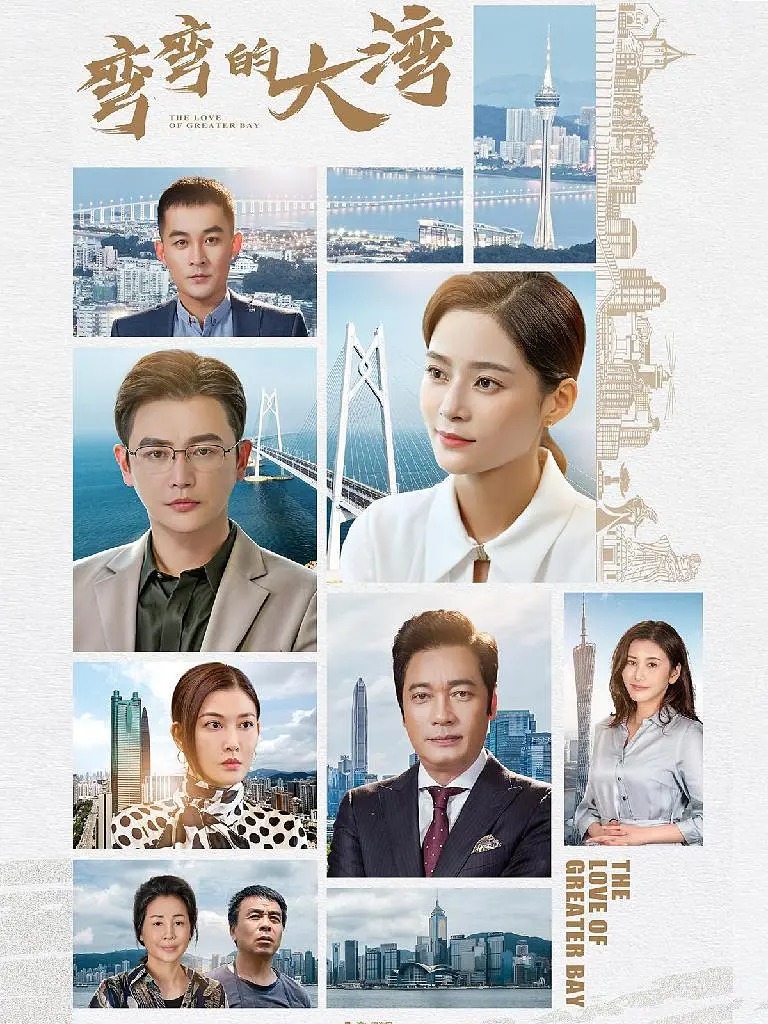 弯弯的大湾
THE LOVE
OF GREATER BAY
THE
LOVE OF
GREATER BAY